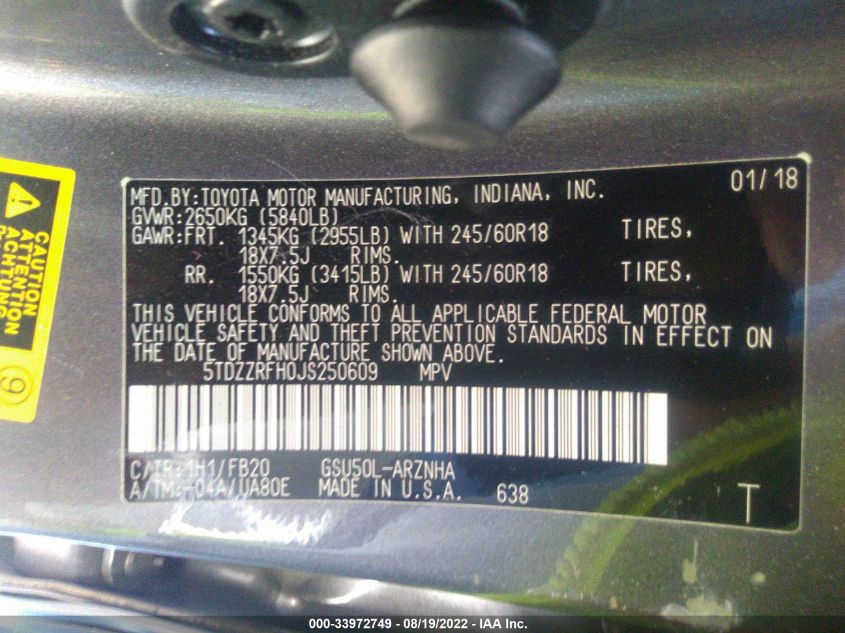 01/18
MFD.BY:TOYOTA MOTOR MANUFACTURING, INDIANA, INC.
GVWR:2650KG (5840LB)
GAWR:FRT. 1345KG (2955LB) WITH 245/60R18 TIRES,
18X7.5J RIMS.
RR. 1550KG (3415LB) WITH 245/60R18 TIRES,
18X7.5J RIMS.
THIS VEHICLE CONFORMS TO ALL APPLICABLE FEDERAL MOTOR
VEHICLE SAFETY AND THEFT PREVENTION STANDARDS IN EFFECT ON
THE DATE OF MANUFACTURE SHOWN ABOVE.
5TDZZRFH0JS250609 MPV
C/TR:1H1/FB20 GSU50L-ARZNHA
A/TM:-04A/UA80E MADE IN U.S.A. 638
T
CAUTION
ATTENTION
ACHTUNG
9
000-33972749 - 08/19/2022 - IAA Inc.